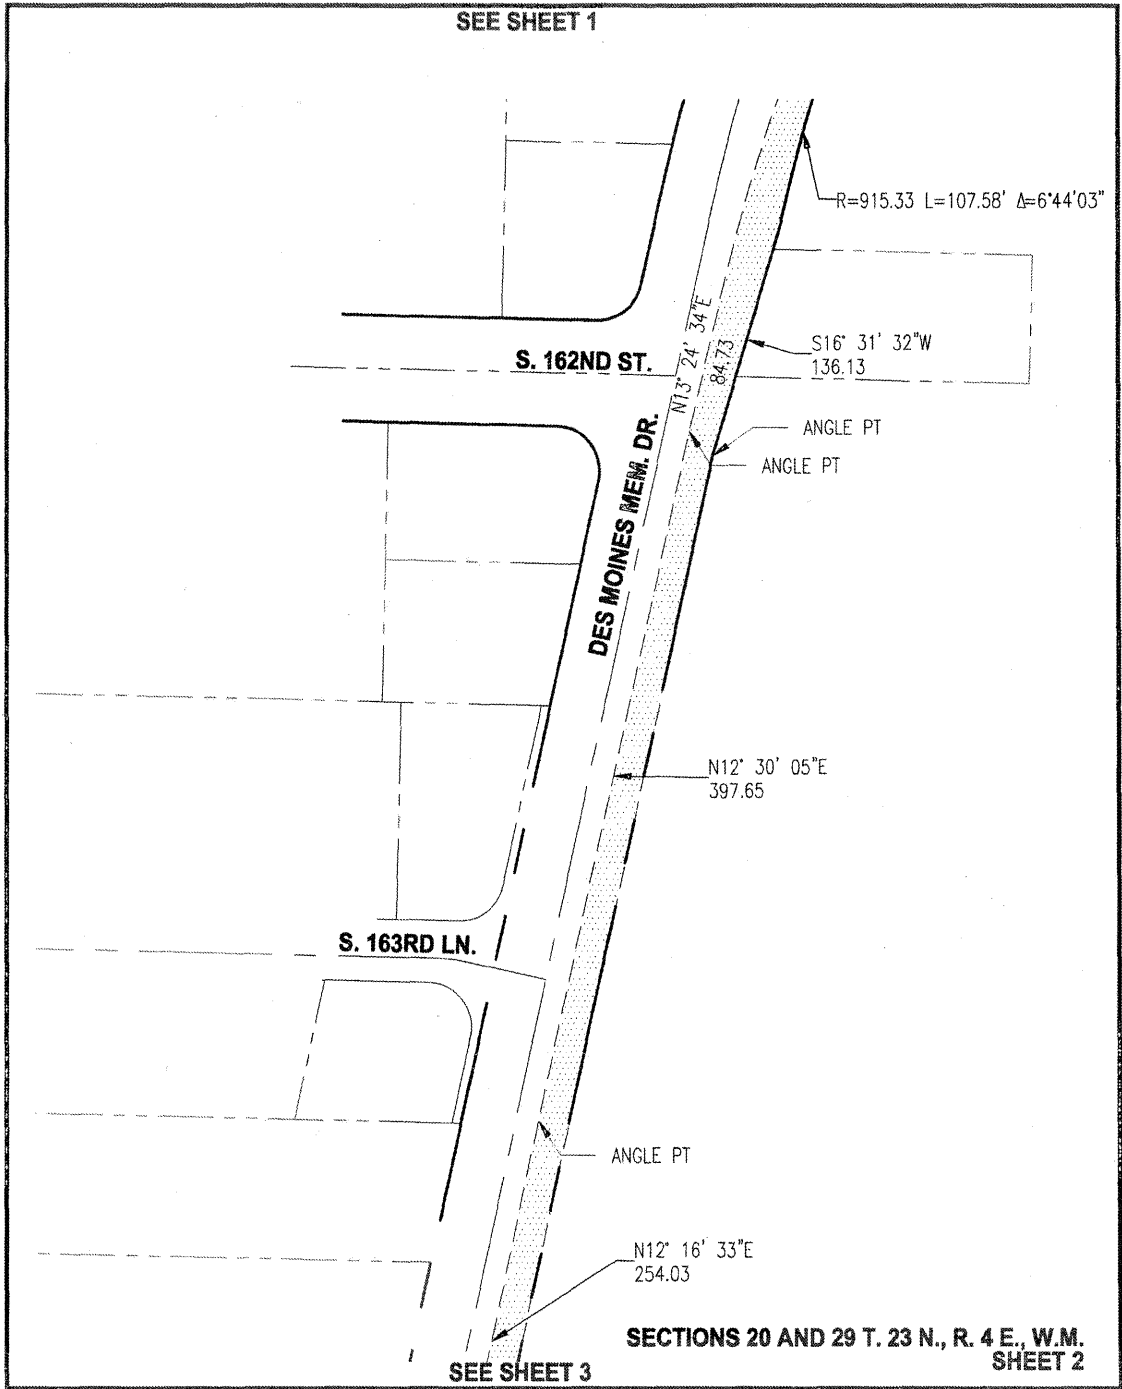 SEE SHEET 1
R=915.33 L=107.58' Δ=6°44'03"
N13° 24' 34"E
84.73
S16° 31' 32"W
136.13
S. 162ND ST.
ANGLE PT
ANGLE PT
DES MOINES MEM. DR.
N12° 30' 05"E
397.65
S. 163RD LN.
ANGLE PT
N12° 16' 33"E
254.03
SECTIONS 20 AND 29 T. 23 N., R. 4 E., W.M.
SHEET 2
SEE SHEET 3